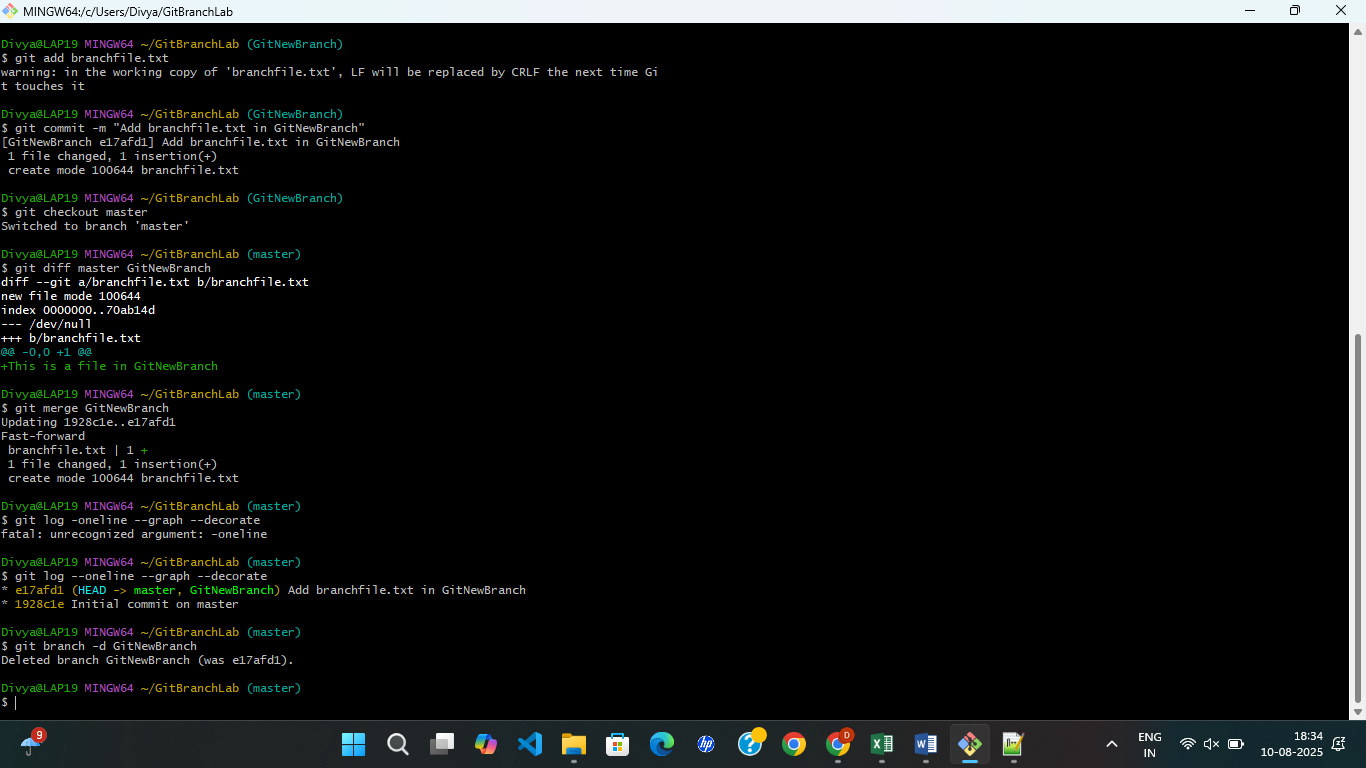 MINGW64:/c/Users/Divya/GitBranchLab
Divya@LAP19 MINGW64 ~/GitBranchLab (GitNewBranch)
$ git add branchfile.txt
warning: in the working copy of 'branchfile.txt', LF will be replaced by CRLF the next time Gi
t touches it
Divya@LAP19 MINGW64 ~/GitBranchLab (GitNewBranch)
$ git commit -m "Add branchfile.txt in GitNewBranch"
[GitNewBranch e17afd1] Add branchfile.txt in GitNewBranch
 1 file changed, 1 insertion(+)
 create mode 100644 branchfile.txt
Divya@LAP19 MINGW64 ~/GitBranchLab (GitNewBranch)
$ git checkout master
Switched to branch 'master'
Divya@LAP19 MINGW64 ~/GitBranchLab (master)
$ git diff master GitNewBranch
diff --git a/branchfile.txt b/branchfile.txt
new file mode 100644
index 0000000..70ab14d
--- /dev/null
+++ b/branchfile.txt
@@ -0,0 +1 @@
+This is a file in GitNewBranch
Divya@LAP19 MINGW64 ~/GitBranchLab (master)
$ git merge GitNewBranch
Updating 1928c1e..e17afd1
Fast-forward
 branchfile.txt | 1 +
 1 file changed, 1 insertion(+)
 create mode 100644 branchfile.txt
Divya@LAP19 MINGW64 ~/GitBranchLab (master)
$ git log -oneline --graph --decorate
fatal: unrecognized argument: -oneline
Divya@LAP19 MINGW64 ~/GitBranchLab (master)
$ git log --oneline --graph --decorate
* e17afd1 (HEAD -> master, GitNewBranch) Add branchfile.txt in GitNewBranch
* 1928c1e Initial commit on master
Divya@LAP19 MINGW64 ~/GitBranchLab (master)
$ git branch -d GitNewBranch
Deleted branch GitNewBranch (was e17afd1).
Divya@LAP19 MINGW64 ~/GitBranchLab (master)
$
9
hp
D
ENG
IN
18:34
10-08-2025